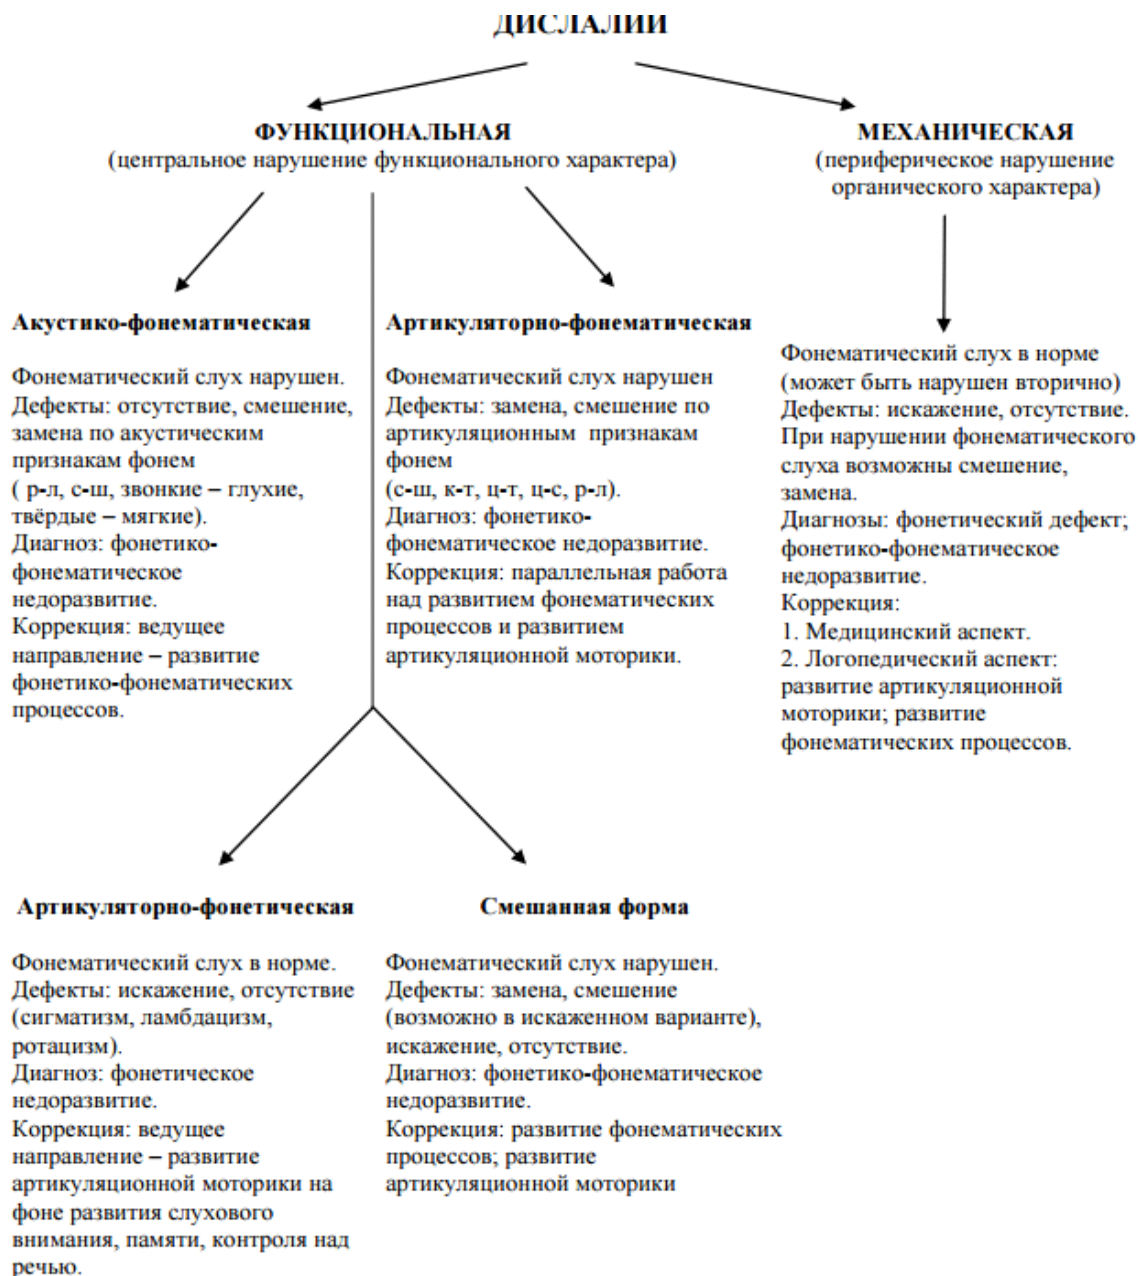 ДИСЛАЛИИ
ФУНКЦИОНАЛЬНАЯ
(центральное нарушение функционального характера)
МЕХАНИЧЕСКАЯ
(периферическое нарушение
органического характера)
Акустико-фонематическая
Фонематический слух нарушен.
Дефекты: отсутствие, смешение,
замена по акустическим
признакам фонем
( р-л, с-ш, звонкие – глухие,
твёрдые – мягкие).
Диагноз: фонетико-
фонематическое
недоразвитие.
Коррекция: ведущее
направление – развитие
фонетико-фонематических
процессов.
Артикуляторно-фонематическая
Фонематический слух нарушен
Дефекты: замена, смешение по
артикуляционным признакам
фонем
(с-ш, к-т, ц-т, ц-с, р-л).
Диагноз: фонетико-
фонематическое недоразвитие.
Коррекция: параллельная работа
над развитием фонематических
процессов и развитием
артикуляционной моторики.
Фонематический слух в норме
(может быть нарушен вторично)
Дефекты: искажение, отсутствие.
При нарушении фонематического
слуха возможны смешение,
замена.
Диагнозы: фонетический дефект;
фонетико-фонематическое
недоразвитие.
Коррекция:
1. Медицинский аспект.
2. Логопедический аспект:
развитие артикуляционной
моторики; развитие
фонематических процессов.
Артикуляторно-фонетическая
Фонематический слух в норме.
Дефекты: искажение, отсутствие
(сигматизм, ламбдацизм,
ротацизм).
Диагноз: фонетическое
недоразвитие.
Коррекция: ведущее
направление – развитие
артикуляционной моторики на
фоне развития слухового
внимания, памяти, контроля над
речью.
Смешанная форма
Фонематический слух нарушен.
Дефекты: замена, смешение
(возможно в искаженном варианте),
искажение, отсутствие.
Диагноз: фонетико-фонематическое
недоразвитие.
Коррекция: развитие фонематических
процессов; развитие
артикуляционной моторики